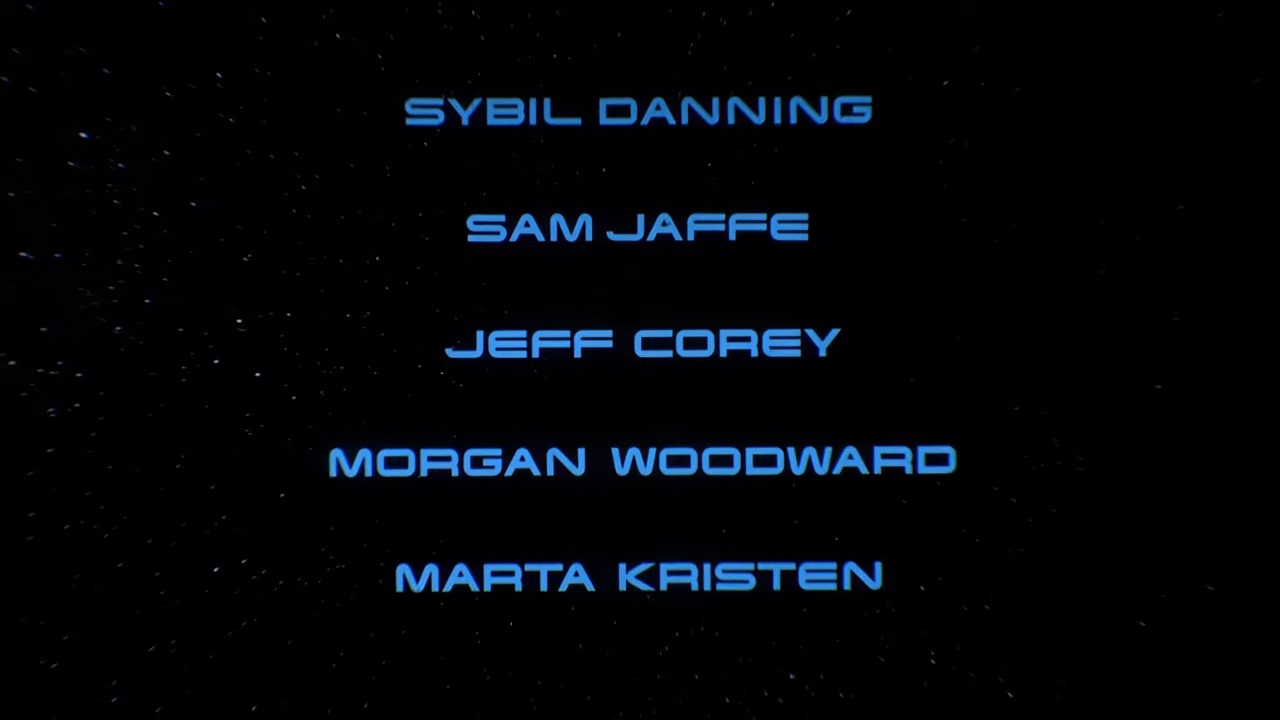 SYBIL DANNING
SAM JAFFE
JEFF COREY
MORGAN WOODWARD
MARTA KRISTEN